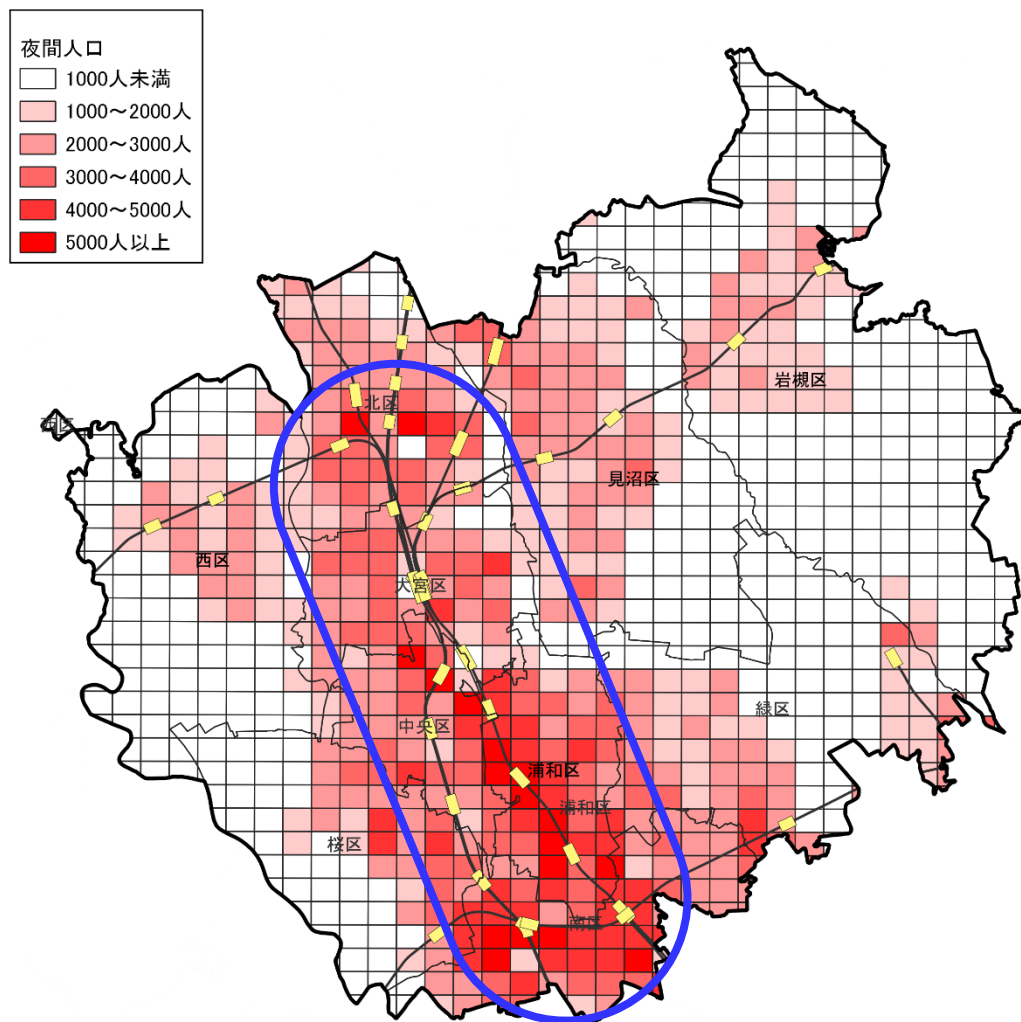 夜間人口
1000人未満
1000～2000人
2000～3000人
3000～4000人
4000～5000人
5000人以上
岩槻区
北区
西区
見沼区
西区
大宮区
緑区
中央区
浦和区
浦和区
桜区
南区